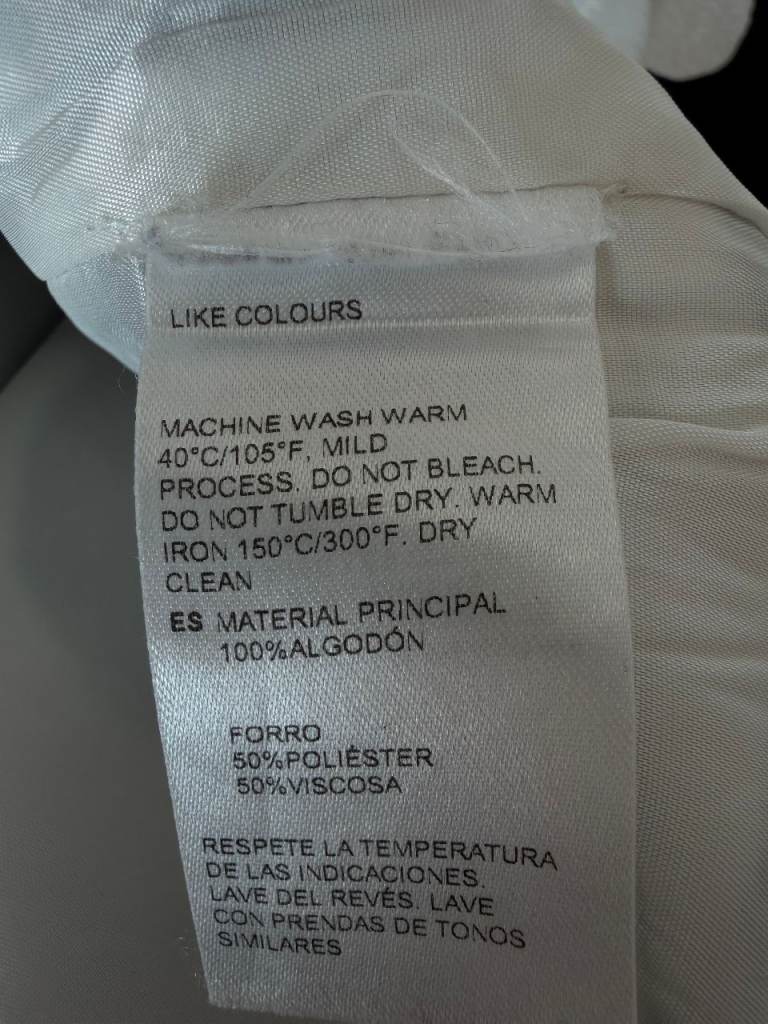 LIKE COLOURS
MACHINE WASH WARM
40°C/105°F, MILD
PROCESS. DO NOT BLEACH.
DO NOT TUMBLE DRY. WARM
IRON 150°C/300°F. DRY
CLEAN
ES MATERIAL PRINCIPAL
100%ALGODÓN
FORRO
50%POLIÉSTER
50%VISCOSA
RESPETE LA TEMPERATURA
DE LAS INDICACIONES.
LAVE DEL REVÉS. LAVE
CON PRENDAS DE TONOS
SIMILARES